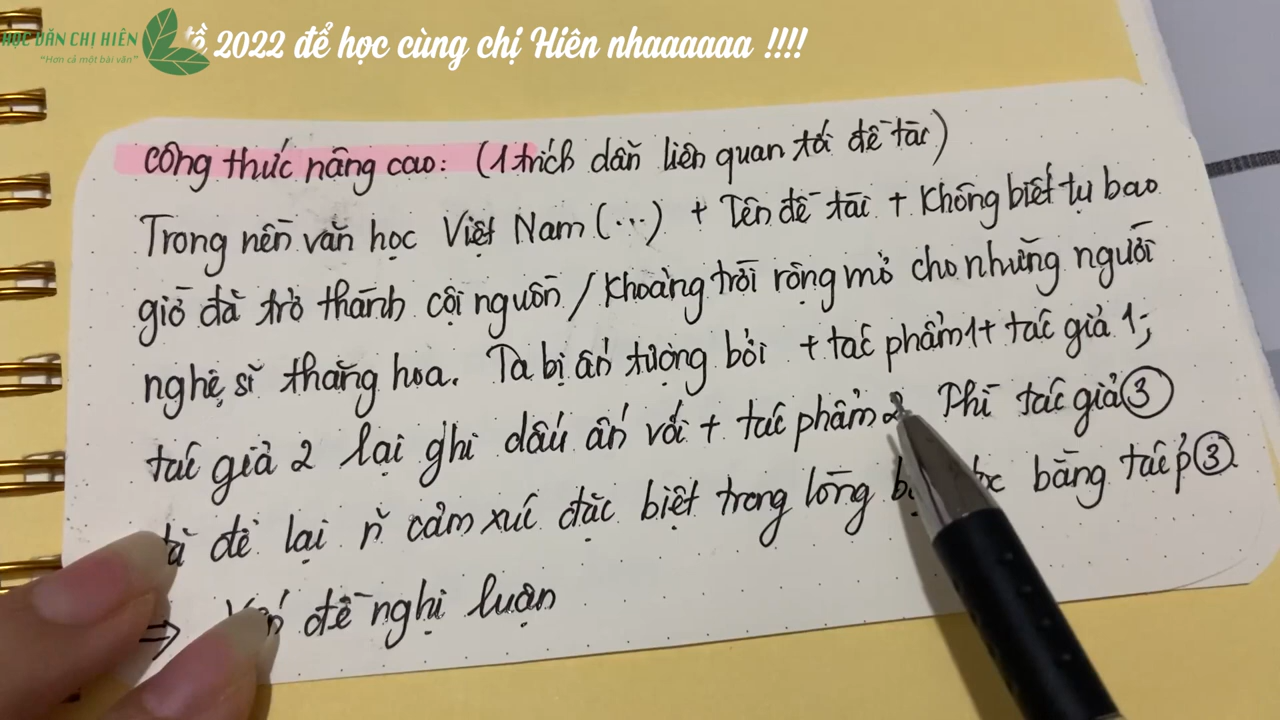 HỌC VĂN CHỊ HIÊN
"Hơn cả một bài văn"
2022 để học cùng chị Hiên nhaaaaaa !!!!
Công thức nâng cao: (1 trích dẫn liên quan tới đề tài)
Trong nền văn học Việt Nam (...) + Tên đề tài + Không biết tự bao
giờ đã trở thành cội nguồn / Khoảng trời rộng mở cho những người
nghệ sĩ thăng hoa. Ta bị ấn tượng bởi + tác phẩm 1 + tác giả 1;
tác giả 2 lại ghi dấu ấn với + tác phẩm 2 Thì tác giả ③
để lại ñ cảm xúc đặc biệt trong lòng bằng tác p̉ ③.
⇒ đề nghị luận